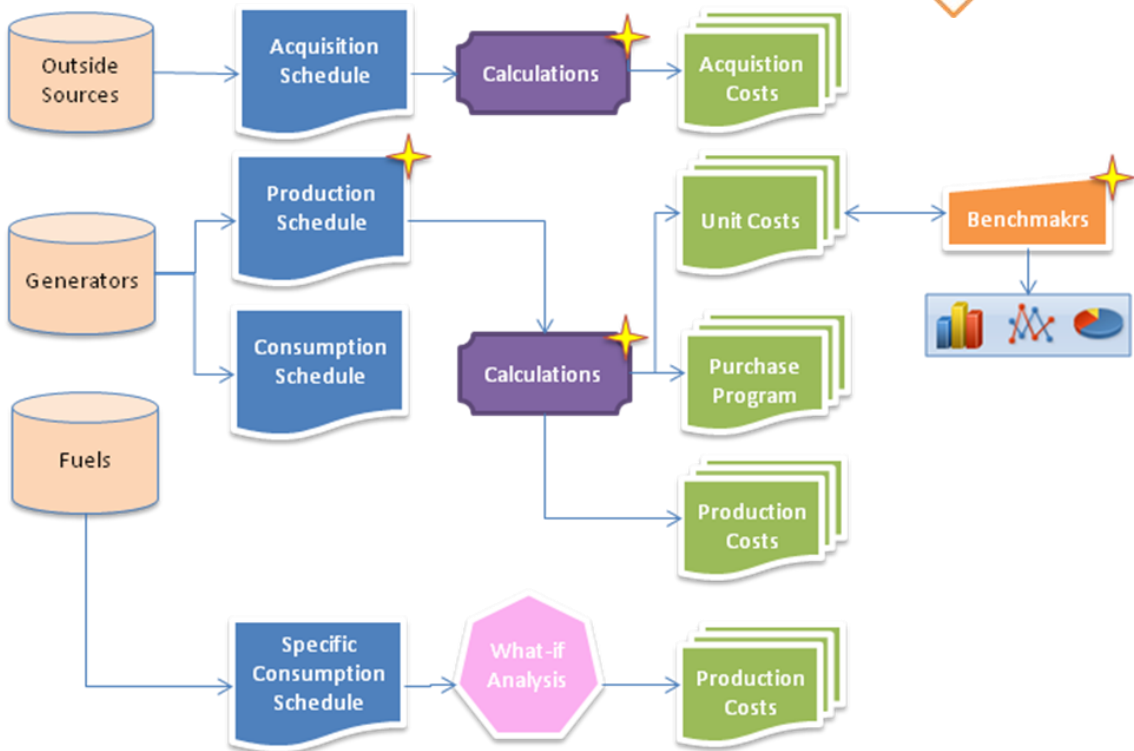 Outside
Sources
Acquisition
Schedule
Calculations
Acquistion
Costs
Generators
Production
Schedule
Unit Costs
Benchmakrs
Consumption
Schedule
Calculations
Purchase
Program
Fuels
Production
Costs
Specific
Consumption
Schedule
What-if
Analysis
Production
Costs